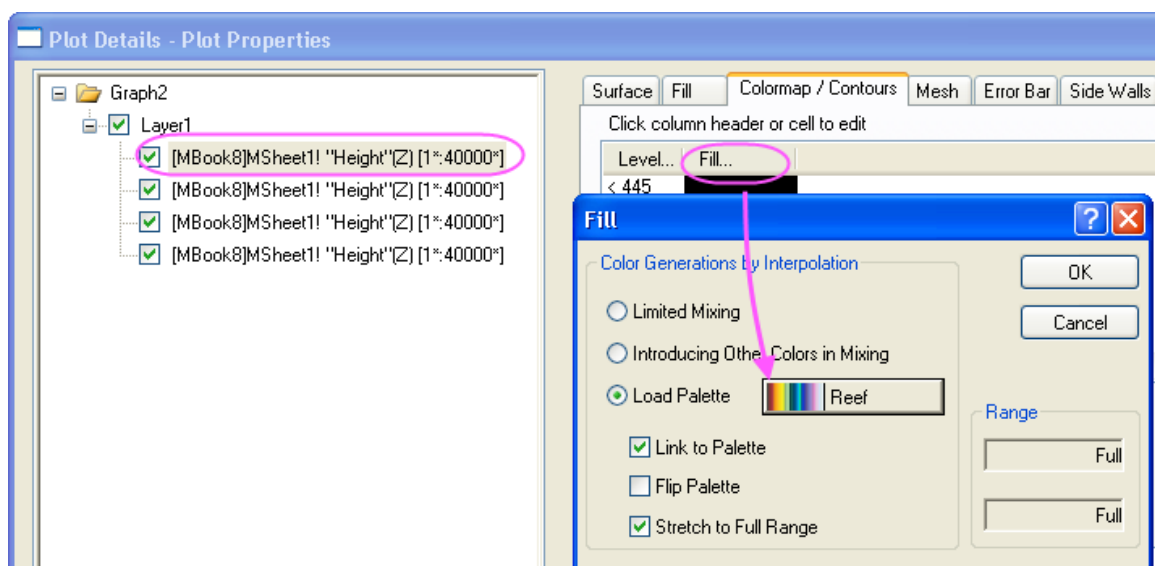 Plot Details - Plot Properties
Graph2
Layer1
[MBook8]MSheet1! "Height"(Z) [1*:40000*]
[MBook8]MSheet1! "Height"(Z) [1*:40000*]
[MBook8]MSheet1! "Height"(Z) [1*:40000*]
[MBook8]MSheet1! "Height"(Z) [1*:40000*]
Surface Fill Colormap / Contours Mesh Error Bar Side Walls
Click column header or cell to edit
Level... Fill...
< 445
Fill
Color Generations by Interpolation
OK
Limited Mixing
Cancel
Introducing Other Colors in Mixing
Load Palette Reef
Range
Link to Palette
Full
Flip Palette
Full
Stretch to Full Range